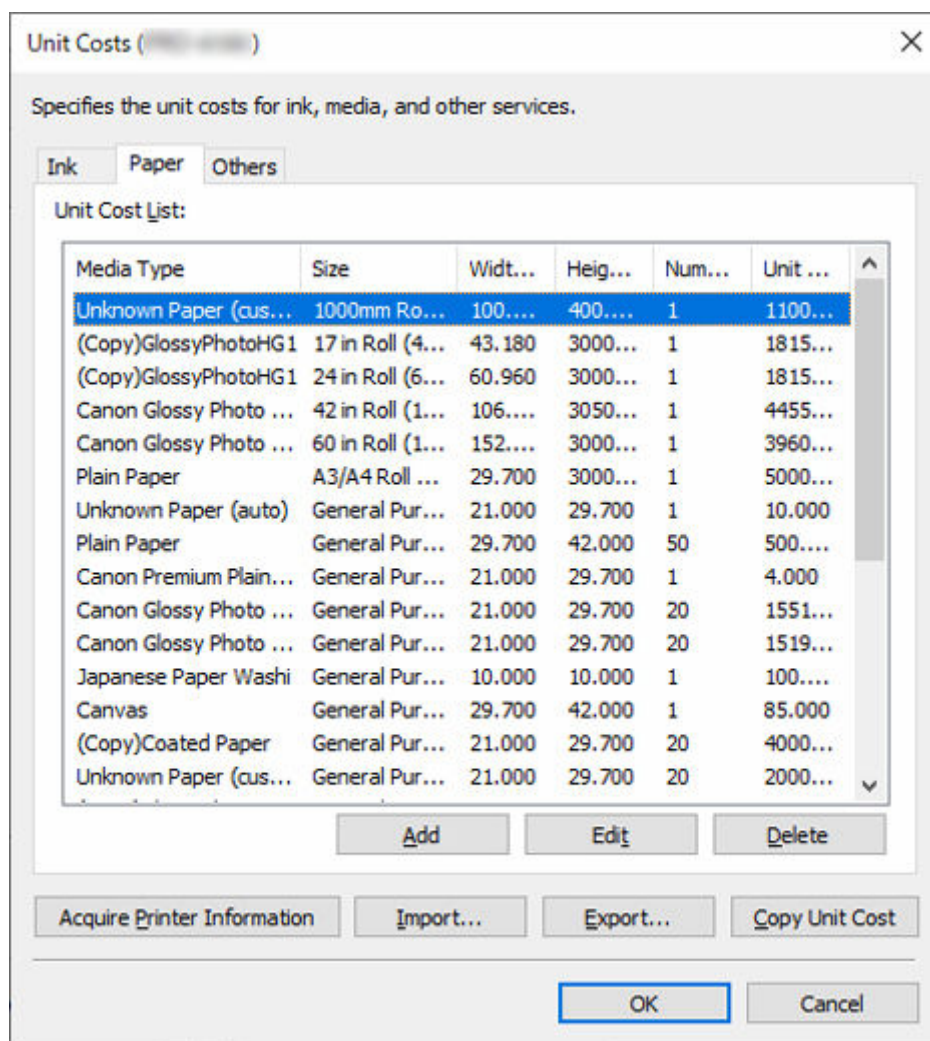 Unit Costs ( )
Specifies the unit costs for ink, media, and other services.
Ink Paper Others
Unit Cost List:
Media Type Size Widt... Heig... Num... Unit ...
Unknown Paper (cus... 1000mm Ro... 100.... 400.... 1 1100...
(Copy)GlossyPhotoHG1 17 in Roll (4... 43.180 3000... 1 1815...
(Copy)GlossyPhotoHG1 24 in Roll (6... 60.960 3000... 1 1815...
Canon Glossy Photo ... 42 in Roll (1... 106.... 3050... 1 4455...
Canon Glossy Photo ... 60 in Roll (1... 152.... 3000... 1 3960...
Plain Paper A3/A4 Roll ... 29.700 3000... 1 5000...
Unknown Paper (auto) General Pur... 21.000 29.700 1 10.000
Plain Paper General Pur... 29.700 42.000 50 500....
Canon Premium Plain... General Pur... 21.000 29.700 1 4.000
Canon Glossy Photo ... General Pur... 21.000 29.700 20 1551...
Canon Glossy Photo ... General Pur... 21.000 29.700 20 1519...
Japanese Paper Washi General Pur... 10.000 10.000 1 100....
Canvas General Pur... 29.700 42.000 1 85.000
(Copy)Coated Paper General Pur... 21.000 29.700 20 4000...
Unknown Paper (cus... General Pur... 21.000 29.700 20 2000...
Add Edit Delete
Acquire Printer Information Import... Export... Copy Unit Cost
OK Cancel